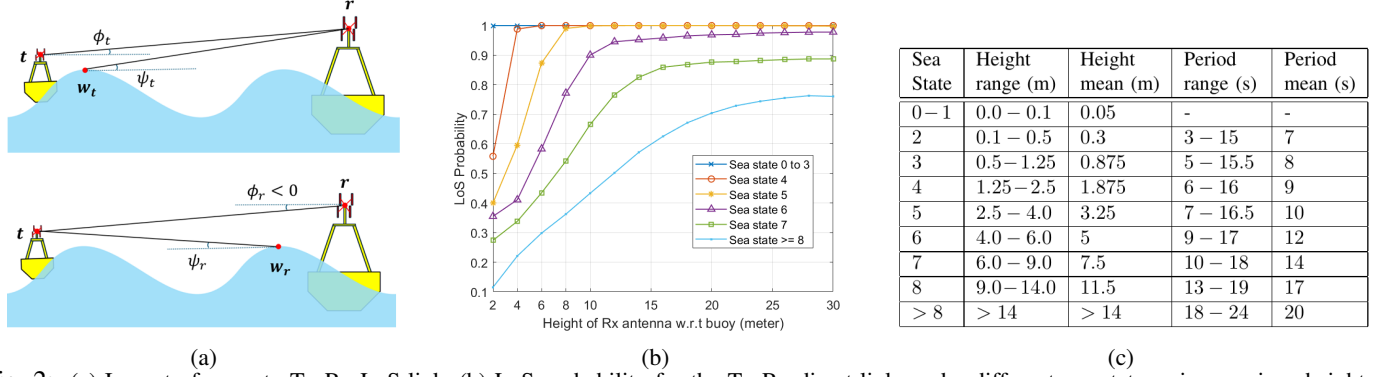 t
ϕ_t
r
w_t
ψ_t
ϕ_r < 0
r
t
ψ_r
w_r
(a)
LoS Probability
1
0.9
0.8
0.7
0.6
0.5
0.4
0.3
0.2
0.1
2 4 6 8 10 15 20 25 30
Height of Rx antenna w.r.t buoy (meter)
Sea state 0 to 3
Sea state 4
Sea state 5
Sea state 6
Sea state 7
Sea state >= 8
(b)
Sea State Height range (m) Height mean (m) Period range (s) Period mean (s)
0−1 0.0 − 0.1 0.05 - -
2 0.1 − 0.5 0.3 3 − 15 7
3 0.5−1.25 0.875 5 − 15.5 8
4 1.25−2.5 1.875 6 − 16 9
5 2.5 − 4.0 3.25 7 − 16.5 10
6 4.0 − 6.0 5 9 − 17 12
7 6.0 − 9.0 7.5 10 − 18 14
8 9.0−14.0 11.5 13 − 19 17
> 8 > 14 > 14 18 − 24 20
(c)